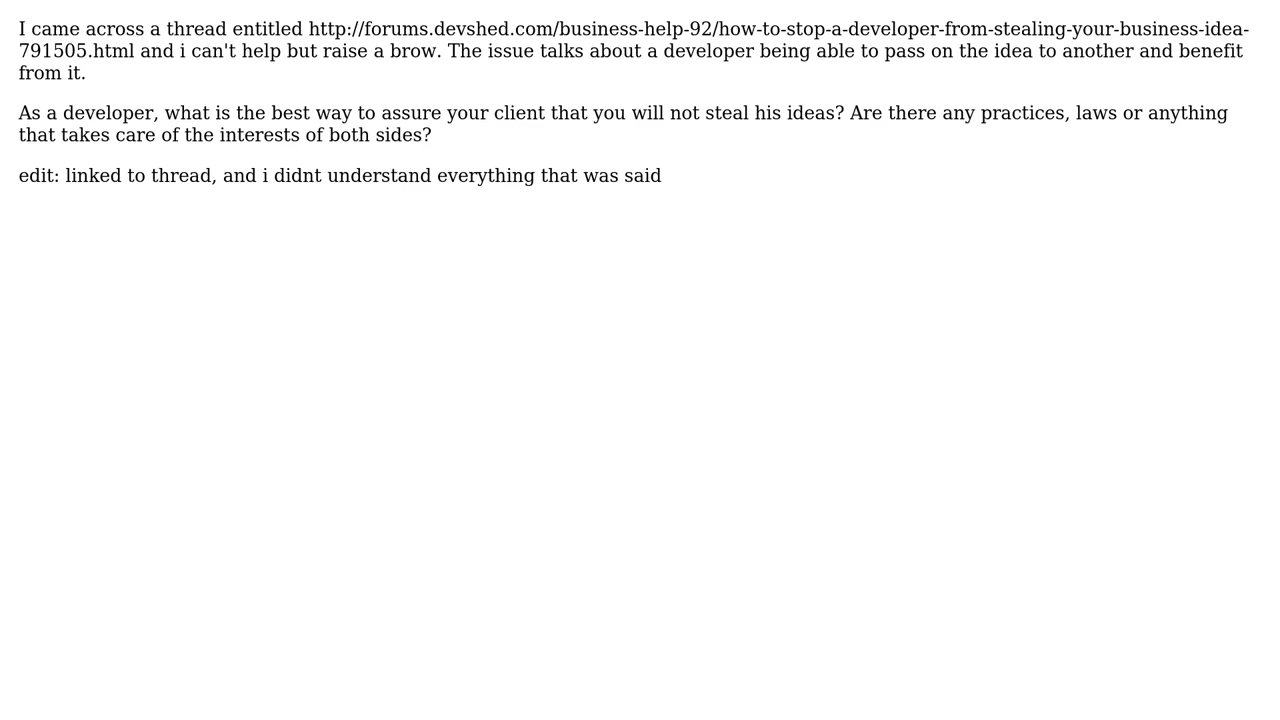 I came across a thread entitled http://forums.devshed.com/business-help-92/how-to-stop-a-developer-from-stealing-your-business-idea-
791505.html and i can't help but raise a brow. The issue talks about a developer being able to pass on the idea to another and benefit
from it.
As a developer, what is the best way to assure your client that you will not steal his ideas? Are there any practices, laws or anything
that takes care of the interests of both sides?
edit: linked to thread, and i didnt understand everything that was said